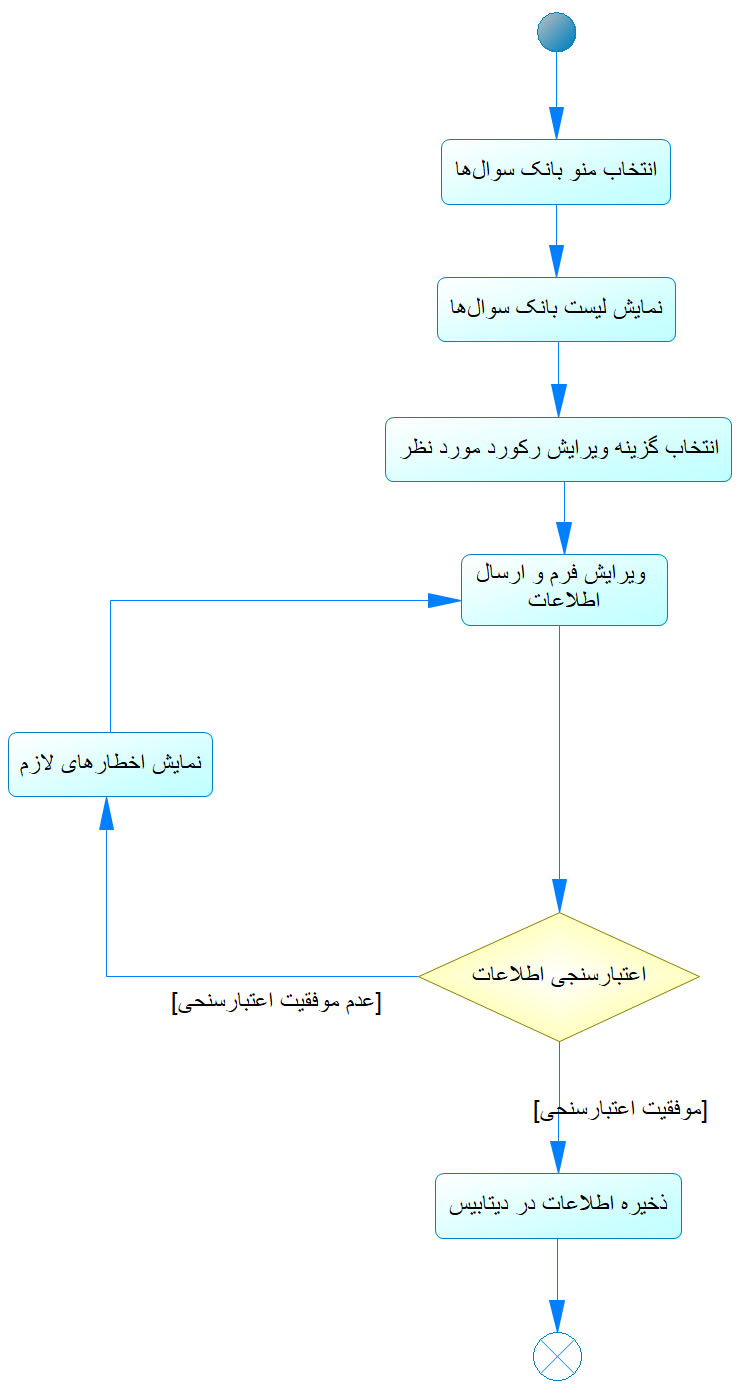 انتخاب منو بانک سوال‌ها
نمایش لیست بانک سوال‌ها
انتخاب گزینه ویرایش رکورد مورد نظر
ویرایش فرم و ارسال
اطلاعات
نمایش اخطارهای لازم
اعتبارسنجی اطلاعات
[عدم موفقیت اعتبارسنجی]
[موفقیت اعتبارسنجی]
ذخیره اطلاعات در دیتابیس